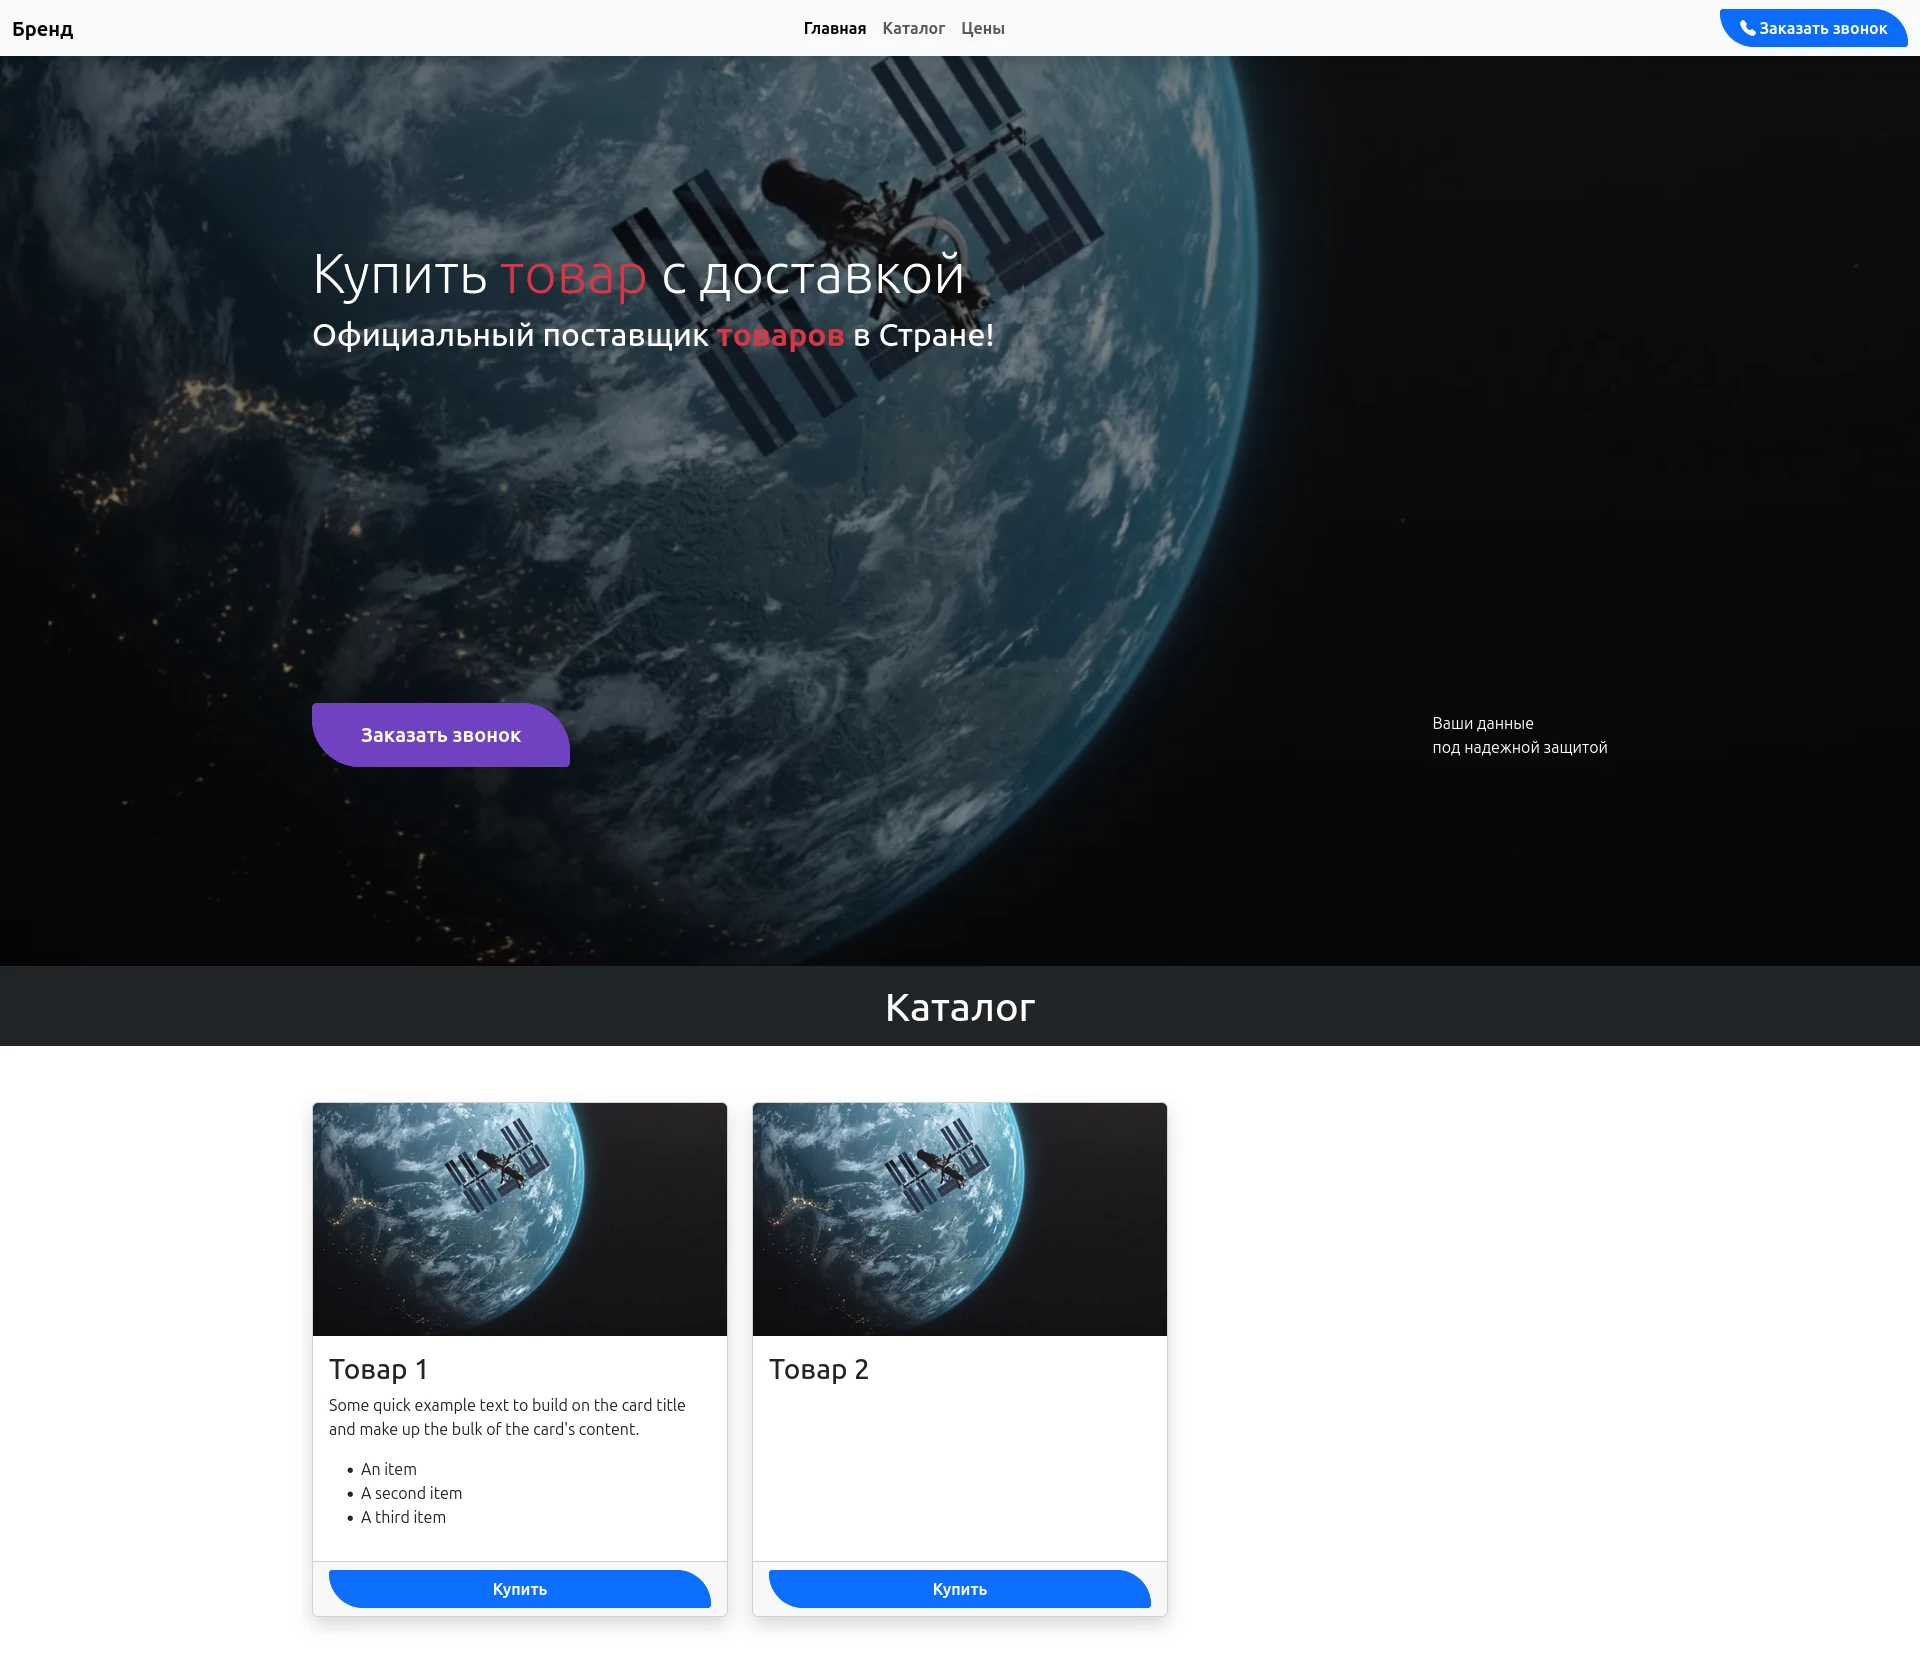 Бренд
Главная Каталог Цены
Заказать звонок
Купить товар с доставкой
Официальный поставщик товаров в Стране!
Заказать звонок
Ваши данные
под надежной защитой
Каталог
Товар 1
Some quick example text to build on the card title
and make up the bulk of the card's content.
• An item
• A second item
• A third item
Купить
Товар 2
Купить